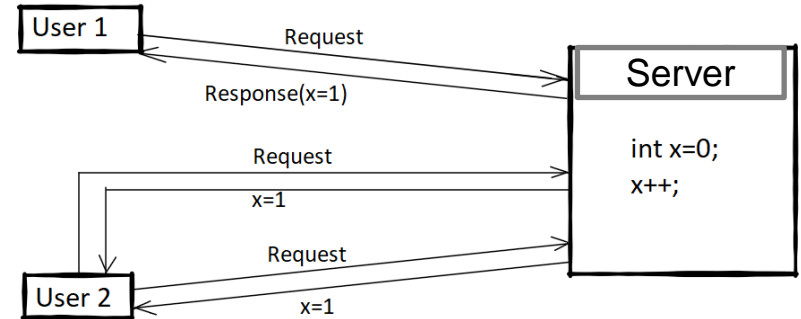 User 1
Request
Response(x=1)
Server
int x=0;
x++;
Request
x=1
Request
x=1
User 2